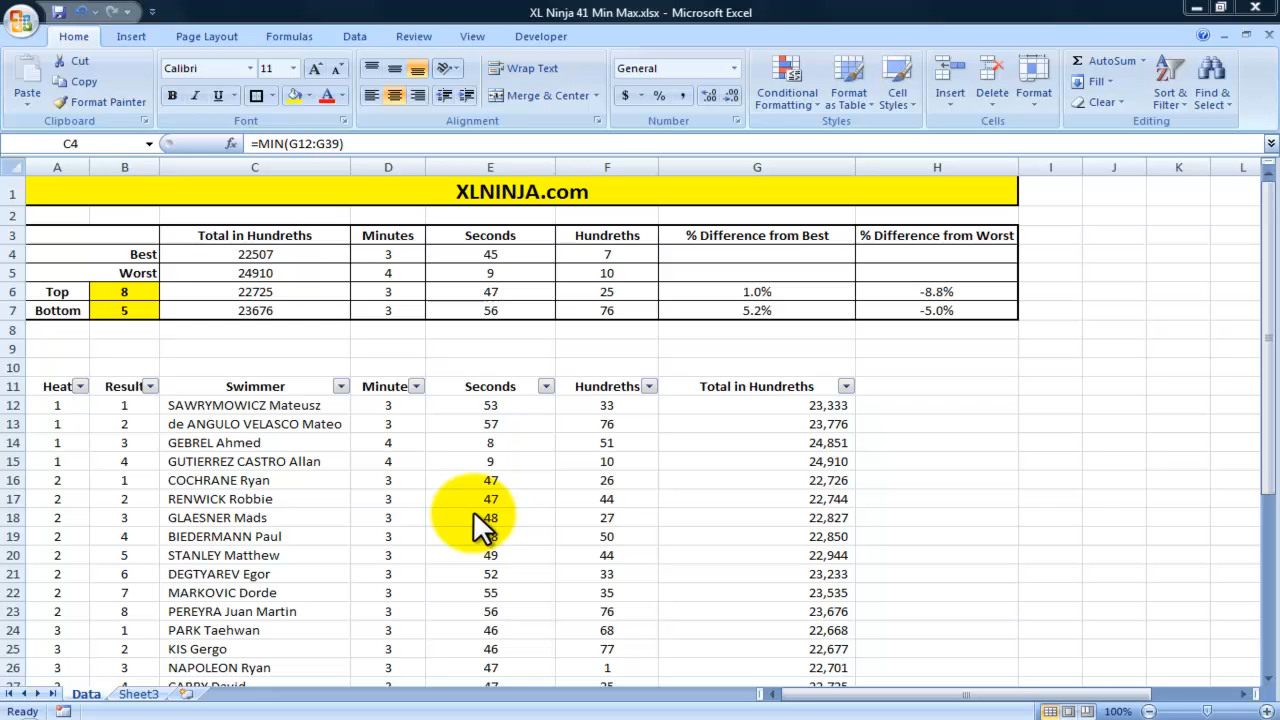 XL Ninja 41 Min Max.xlsx - Microsoft Excel
Home Insert Page Layout Formulas Data Review View Developer
Paste Cut Copy Format Painter Clipboard
Calibri 11 B I U A A A Font
Wrap Text Merge & Center Alignment
General $ % , .0 .00 .00 .0 Number
Conditional Formatting Format as Table Cell Styles Styles
Insert Delete Format Cells
Σ AutoSum Fill Clear Sort & Filter Find & Select Editing
C4 fx =MIN(G12:G39)
A B C D E F G H I J K L
1 XLNINJA.com
2
3 Total in Hundreths Minutes Seconds Hundreths % Difference from Best % Difference from Worst
4 Best 22507 3 45 7
5 Worst 24910 4 9 10
6 Top 8 22725 3 47 25 1.0% -8.8%
7 Bottom 5 23676 3 56 76 5.2% -5.0%
8
9
10
11 Heat Result Swimmer Minute Seconds Hundreths Total in Hundreths
12 1 1 SAWRYMOWICZ Mateusz 3 53 33 23,333
13 1 2 de ANGULO VELASCO Mateo 3 57 76 23,776
14 1 3 GEBREL Ahmed 4 8 51 24,851
15 1 4 GUTIERREZ CASTRO Allan 4 9 10 24,910
16 2 1 COCHRANE Ryan 3 47 26 22,726
17 2 2 RENWICK Robbie 3 47 44 22,744
18 2 3 GLAESNER Mads 3 48 27 22,827
19 2 4 BIEDERMANN Paul 3 8 50 22,850
20 2 5 STANLEY Matthew 3 49 44 22,944
21 2 6 DEGTYAREV Egor 3 52 33 23,233
22 2 7 MARKOVIC Dorde 3 55 35 23,535
23 2 8 PEREYRA Juan Martin 3 56 76 23,676
24 3 1 PARK Taehwan 3 46 68 22,668
25 3 2 KIS Gergo 3 46 77 22,677
26 3 3 NAPOLEON Ryan 3 47 1 22,701
Data Sheet3
Ready 100%